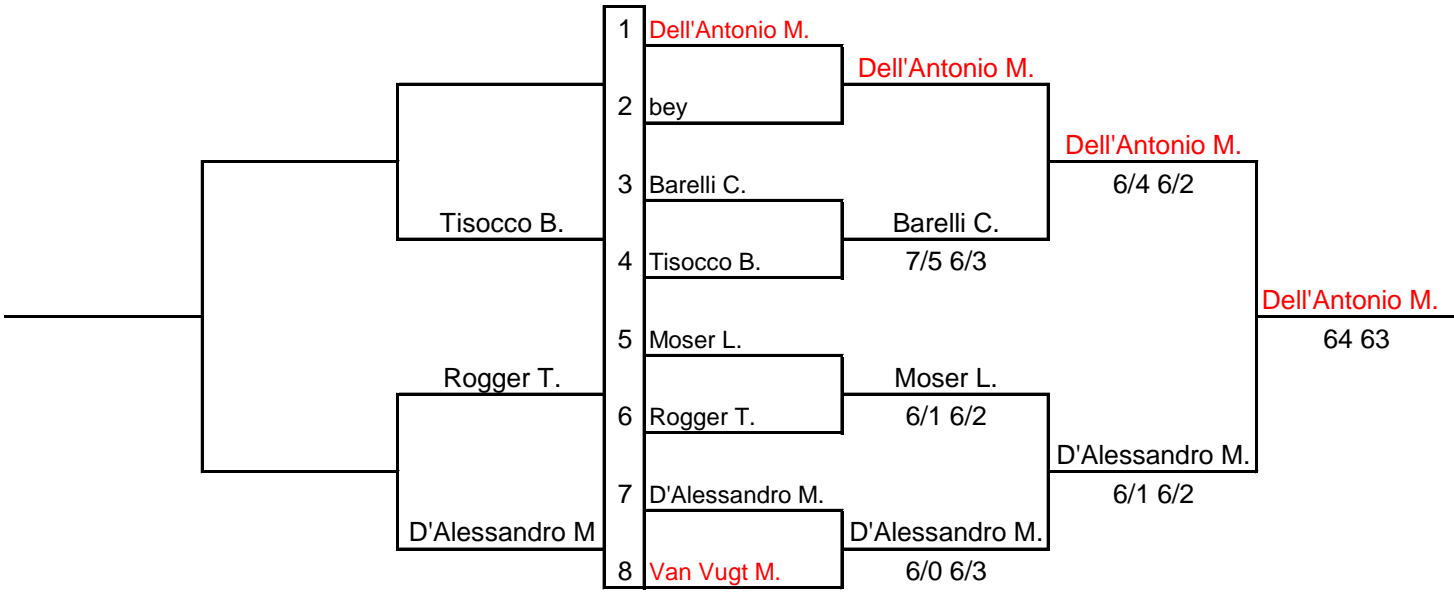 1 Dell'Antonio M.
Dell'Antonio M.
2 bey
Dell'Antonio M.
3 Barelli C.
6/4 6/2
Tisocco B.
Barelli C.
4 Tisocco B.
7/5 6/3
Dell'Antonio M.
5 Moser L.
64 63
Rogger T.
Moser L.
6 Rogger T.
6/1 6/2
D'Alessandro M.
7 D'Alessandro M.
6/1 6/2
D'Alessandro M
D'Alessandro M.
8 Van Vugt M.
6/0 6/3